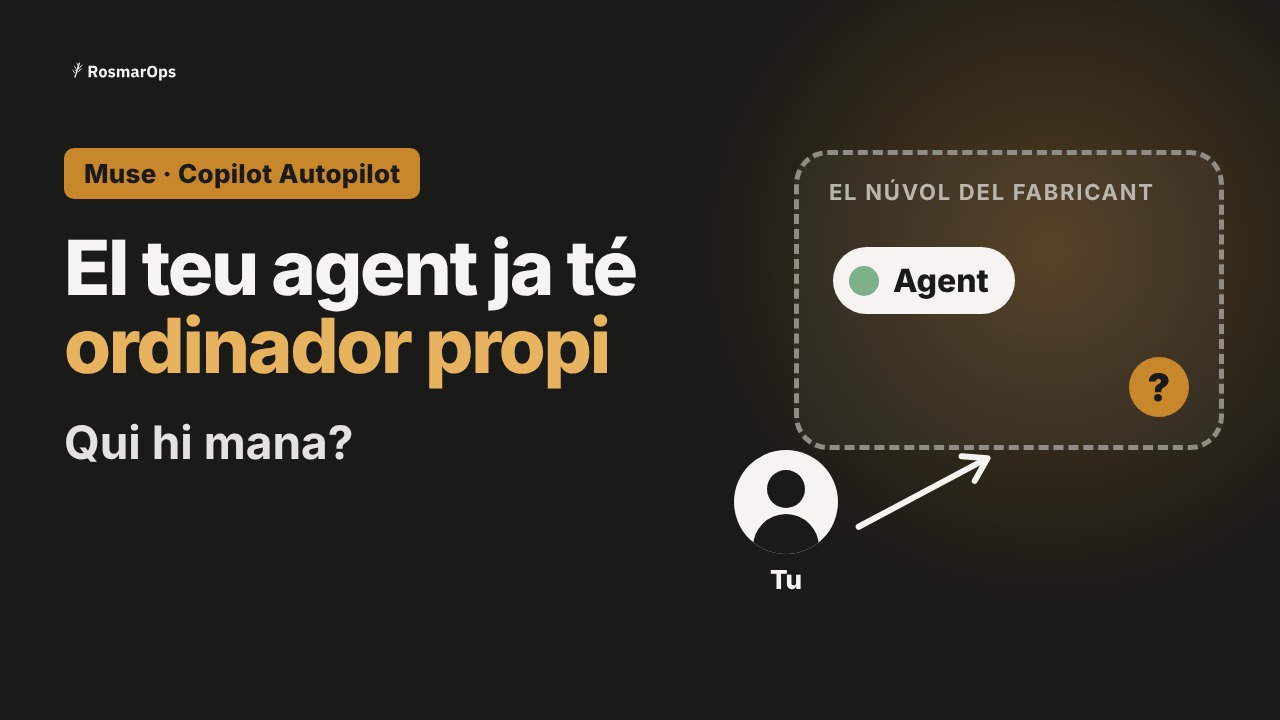 RosmarOps
Muse · Copilot Autopilot
El teu agent ja té
ordinador propi
Qui hi mana?
EL NÚVOL DEL FABRICANT
Agent
?
Tu